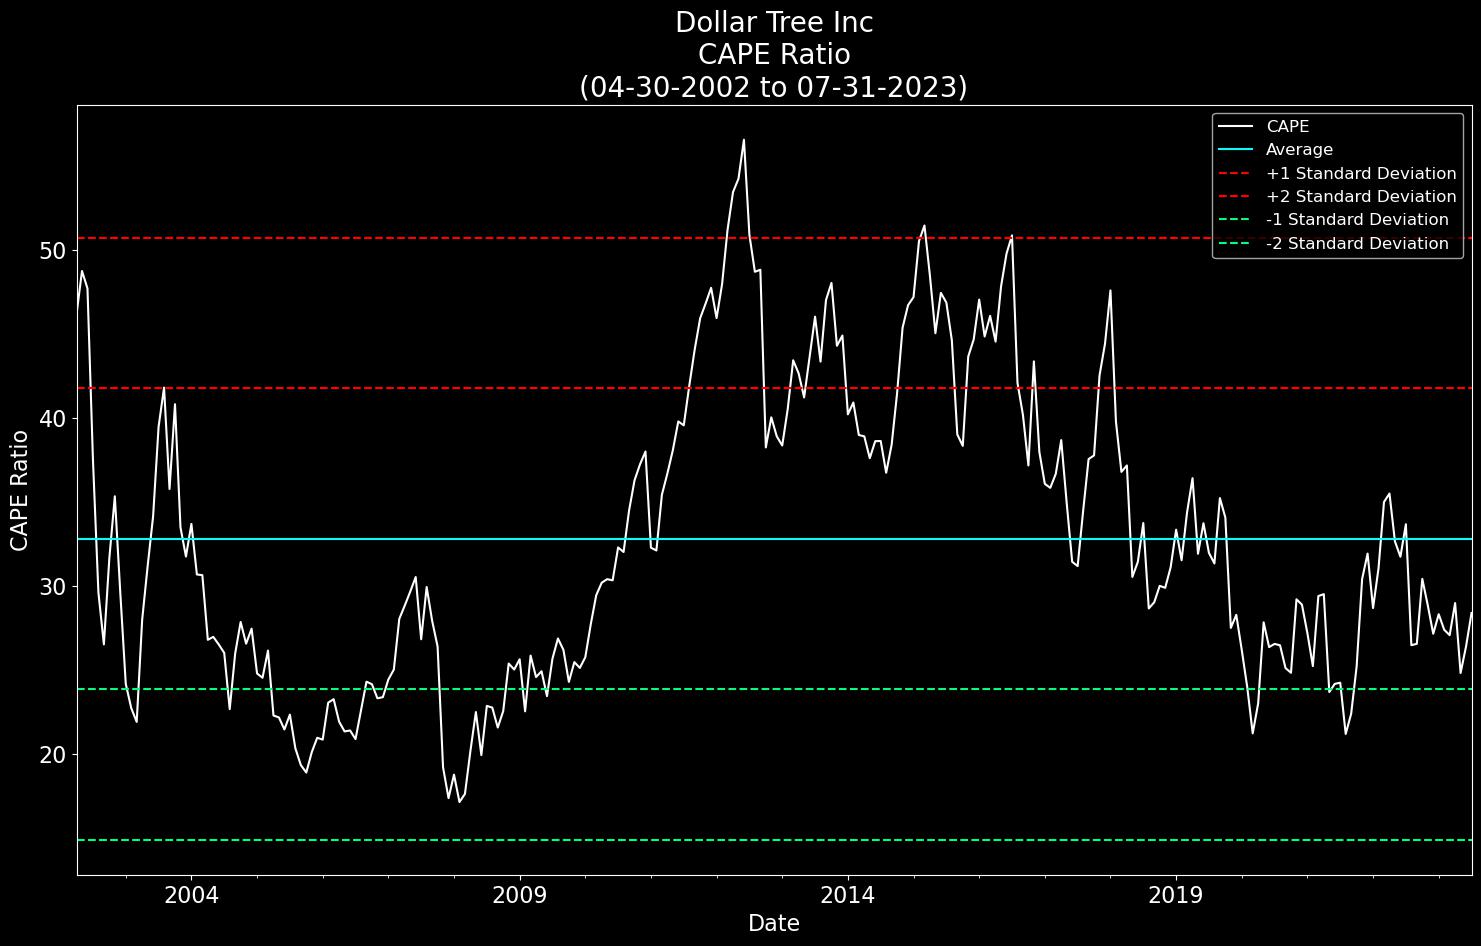 Dollar Tree Inc
CAPE Ratio
(04-30-2002 to 07-31-2023)
CAPE
Average
+1 Standard Deviation
+2 Standard Deviation
-1 Standard Deviation
-2 Standard Deviation
CAPE Ratio
50
40
30
20
2004
2009
2014
2019
Date